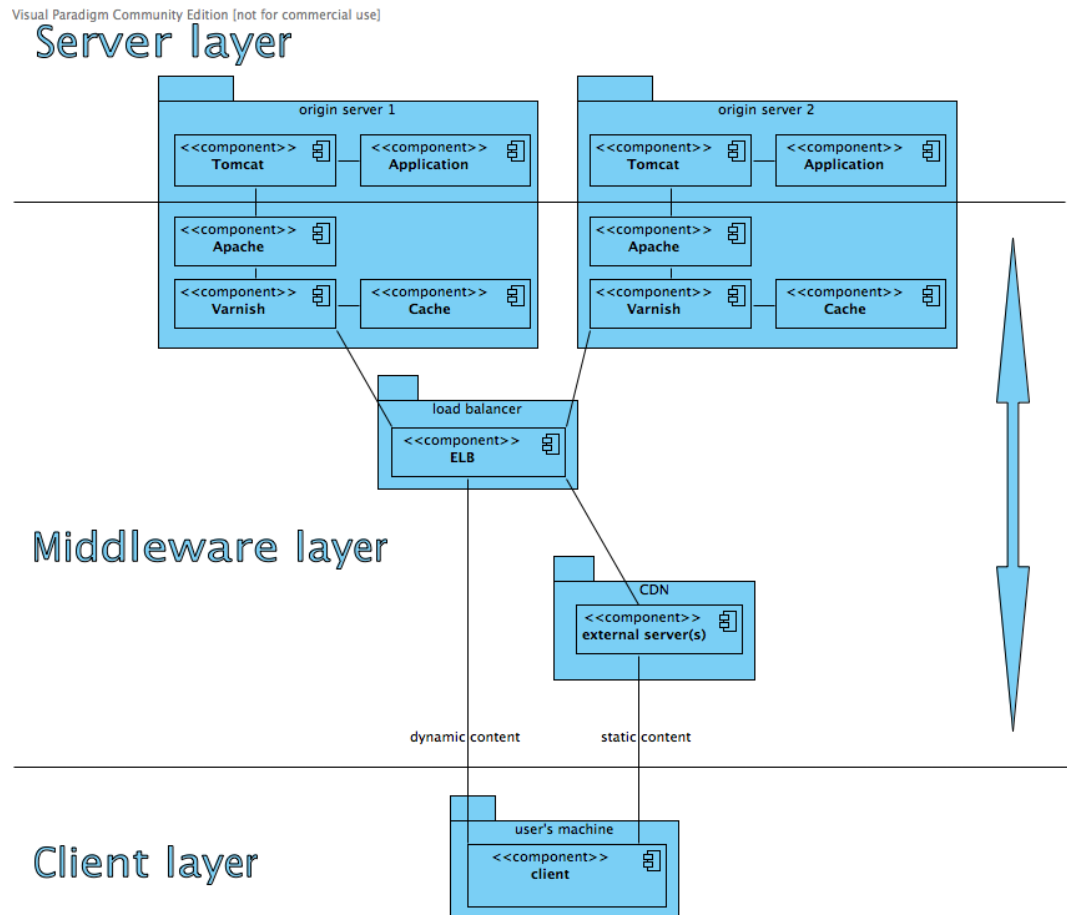 Visual Paradigm Community Edition [not for commercial use]
Server layer
origin server 1
<<component>>
Tomcat
<<component>>
Application
<<component>>
Apache
<<component>>
Varnish
<<component>>
Cache
origin server 2
<<component>>
Tomcat
<<component>>
Application
<<component>>
Apache
<<component>>
Varnish
<<component>>
Cache
load balancer
<<component>>
ELB
Middleware layer
CDN
<<component>>
external server(s)
dynamic content
static content
user's machine
<<component>>
client
Client layer